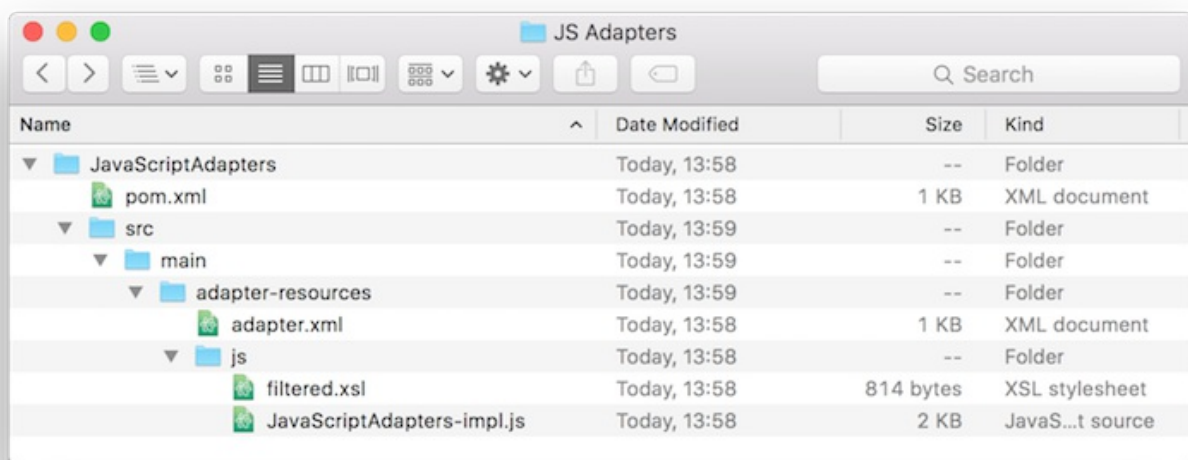 JS Adapters
Search
Name Date Modified Size Kind
JavaScriptAdapters Today, 13:58 -- Folder
pom.xml Today, 13:58 1 KB XML document
src Today, 13:59 -- Folder
main Today, 13:59 -- Folder
adapter-resources Today, 13:59 -- Folder
adapter.xml Today, 13:58 1 KB XML document
js Today, 13:58 -- Folder
filtered.xsl Today, 13:58 814 bytes XSL stylesheet
JavaScriptAdapters-impl.js Today, 13:58 2 KB JavaS...t source